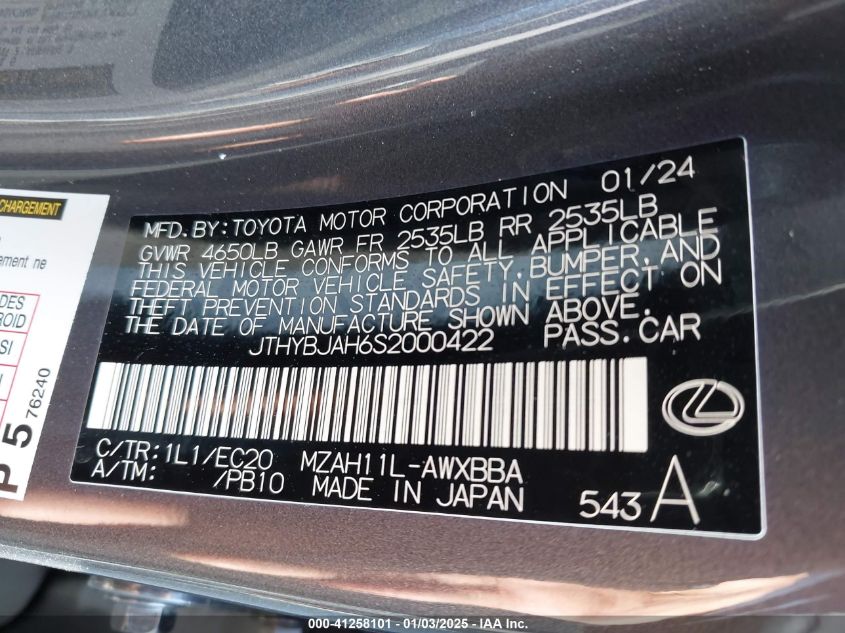 MFD.BY:TOYOTA MOTOR CORPORATION 01/24
GVWR 4650LB GAWR FR 2535LB RR 2535LB
THIS VEHICLE CONFORMS TO ALL APPLICABLE
FEDERAL MOTOR VEHICLE SAFETY,BUMPER,AND
THEFT PREVENTION STANDARDS IN EFFECT ON
THE DATE OF MANUFACTURE SHOWN ABOVE.
JTHYBJAH6S2000422 PASS.CAR
C/TR:1L1/EC20 MZAH11L-AWXBBA
A/TM: /PB10 MADE IN JAPAN 543 A
CHARGEMENT
ement ne
DES
ROID
SI
P 5 76240
000-41258101 - 01/03/2025 - © IAA, Inc.